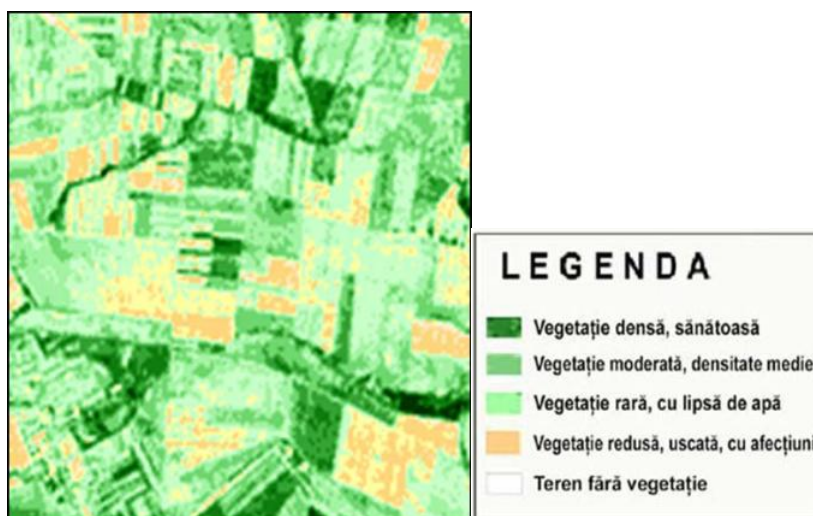 LEGENDA
Vegetație densă, sănătoasă
Vegetație moderată, densitate medie
Vegetație rară, cu lipsă de apă
Vegetație redusă, uscată, cu afecțiuni
Teren fără vegetație